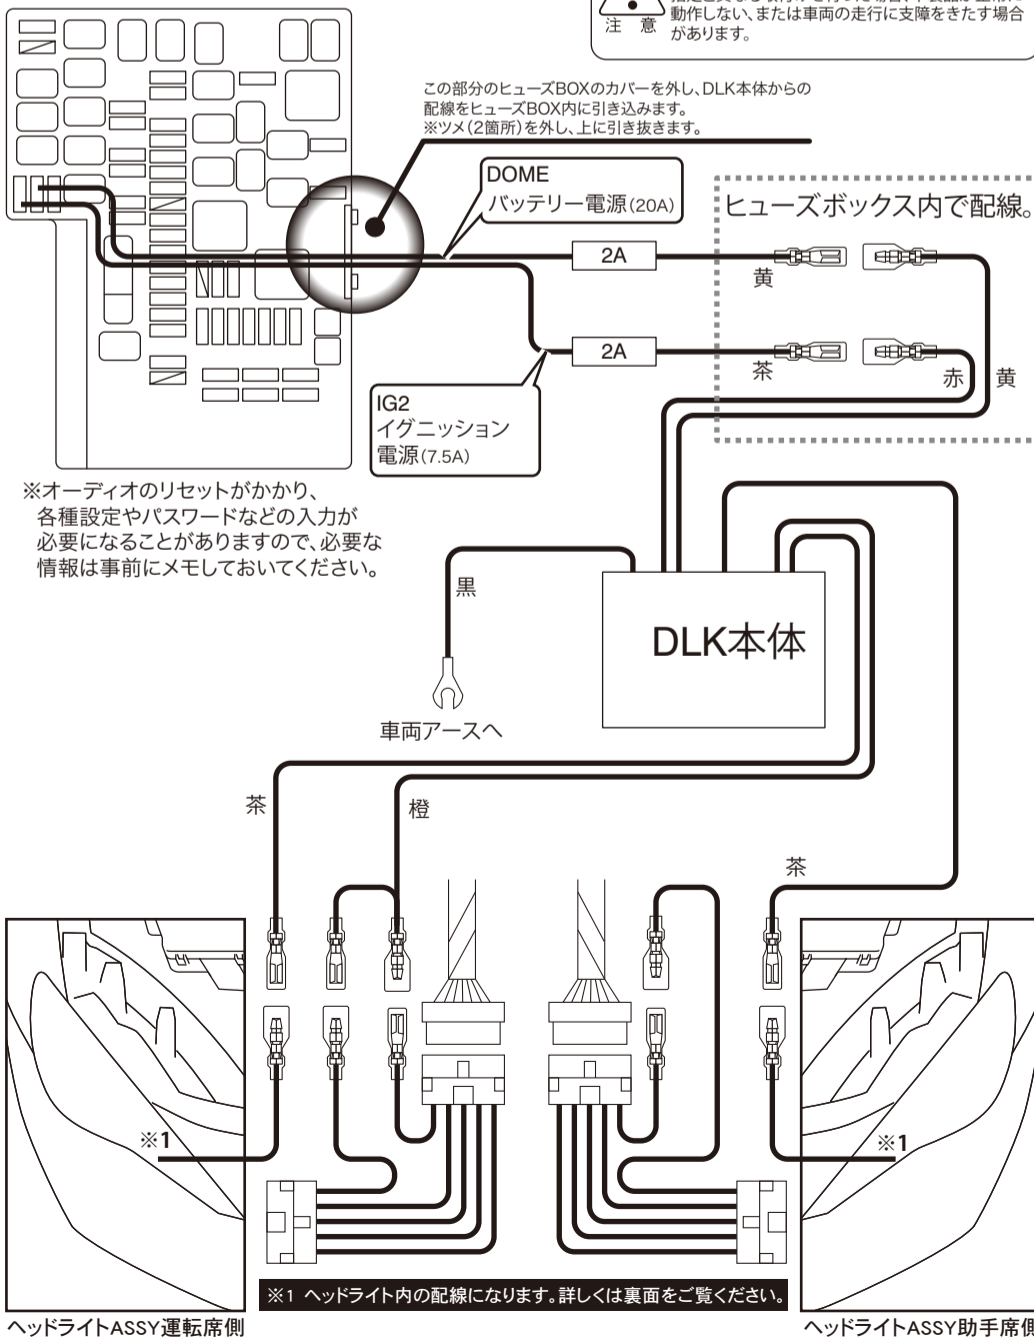 注 意
動作しない、または車両の走行に支障をきたす場合
があります。
この部分のヒューズBOXのカバーを外し、DLK本体からの
配線をヒューズBOX内に引き込みます。
※ツメ(2箇所)を外し、上に引き抜きます。
DOME
バッテリー電源(20A)
ヒューズボックス内で配線。
2A
黄
2A
茶
赤
黄
IG2
イグニッション
電源(7.5A)
※オーディオのリセットがかかり、
各種設定やパスワードなどの入力が
必要になることがありますので、必要な
情報は事前にメモしておいてください。
黒
DLK本体
車両アースへ
茶
橙
茶
※1
※1
※1 ヘッドライト内の配線になります。詳しくは裏面をご覧ください。
ヘッドライトASSY運転席側
ヘッドライトASSY助手席側